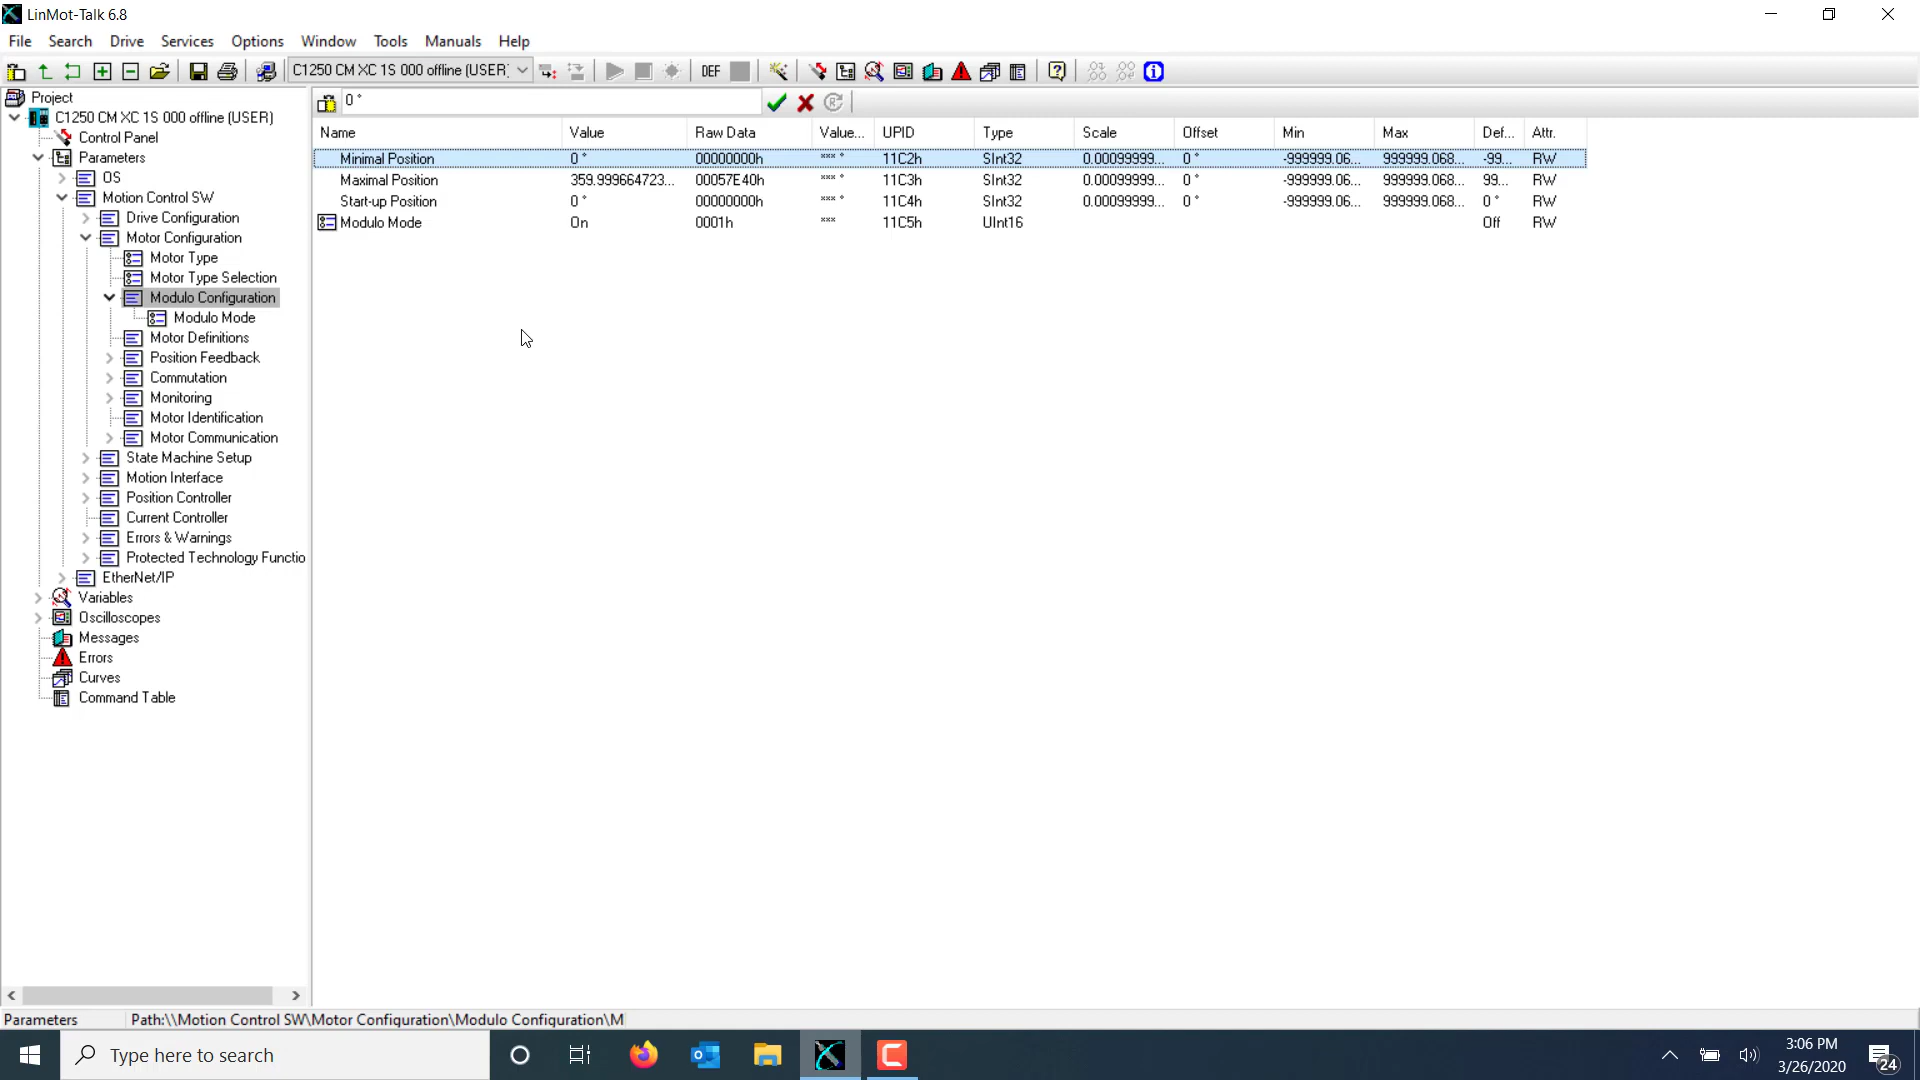 LinMot-Talk 6.8
File Search Drive Services Options Window Tools Manuals Help
C1250 CM XC 1S 000 offline (USER) DEF
Project
C1250 CM XC 1S 000 offline (USER)
Control Panel
Parameters
OS
Motion Control SW
Drive Configuration
Motor Configuration
Motor Type
Motor Type Selection
Modulo Configuration
Modulo Mode
Motor Definitions
Position Feedback
Commutation
Monitoring
Motor Identification
Motor Communication
State Machine Setup
Motion Interface
Position Controller
Current Controller
Errors & Warnings
Protected Technology Functio
EtherNet/IP
Variables
Oscilloscopes
Messages
Errors
Curves
Command Table
0 °
Name Value Raw Data Value... UPID Type Scale Offset Min Max Def... Attr.
Minimal Position 0 ° 00000000h *** ° 11C2h SInt32 0.00099999... 0 ° -999999.06... 999999.068... -99... RW
Maximal Position 359.999664723... 00057E40h *** ° 11C3h SInt32 0.00099999... 0 ° -999999.06... 999999.068... 99... RW
Start-up Position 0 ° 00000000h *** ° 11C4h SInt32 0.00099999... 0 ° -999999.06... 999999.068... 0 ° RW
Modulo Mode On 0001h *** 11C5h UInt16 Off RW
Parameters Path:\\Motion Control SW\Motor Configuration\Modulo Configuration\M
Type here to search
3:06 PM
3/26/2020
24